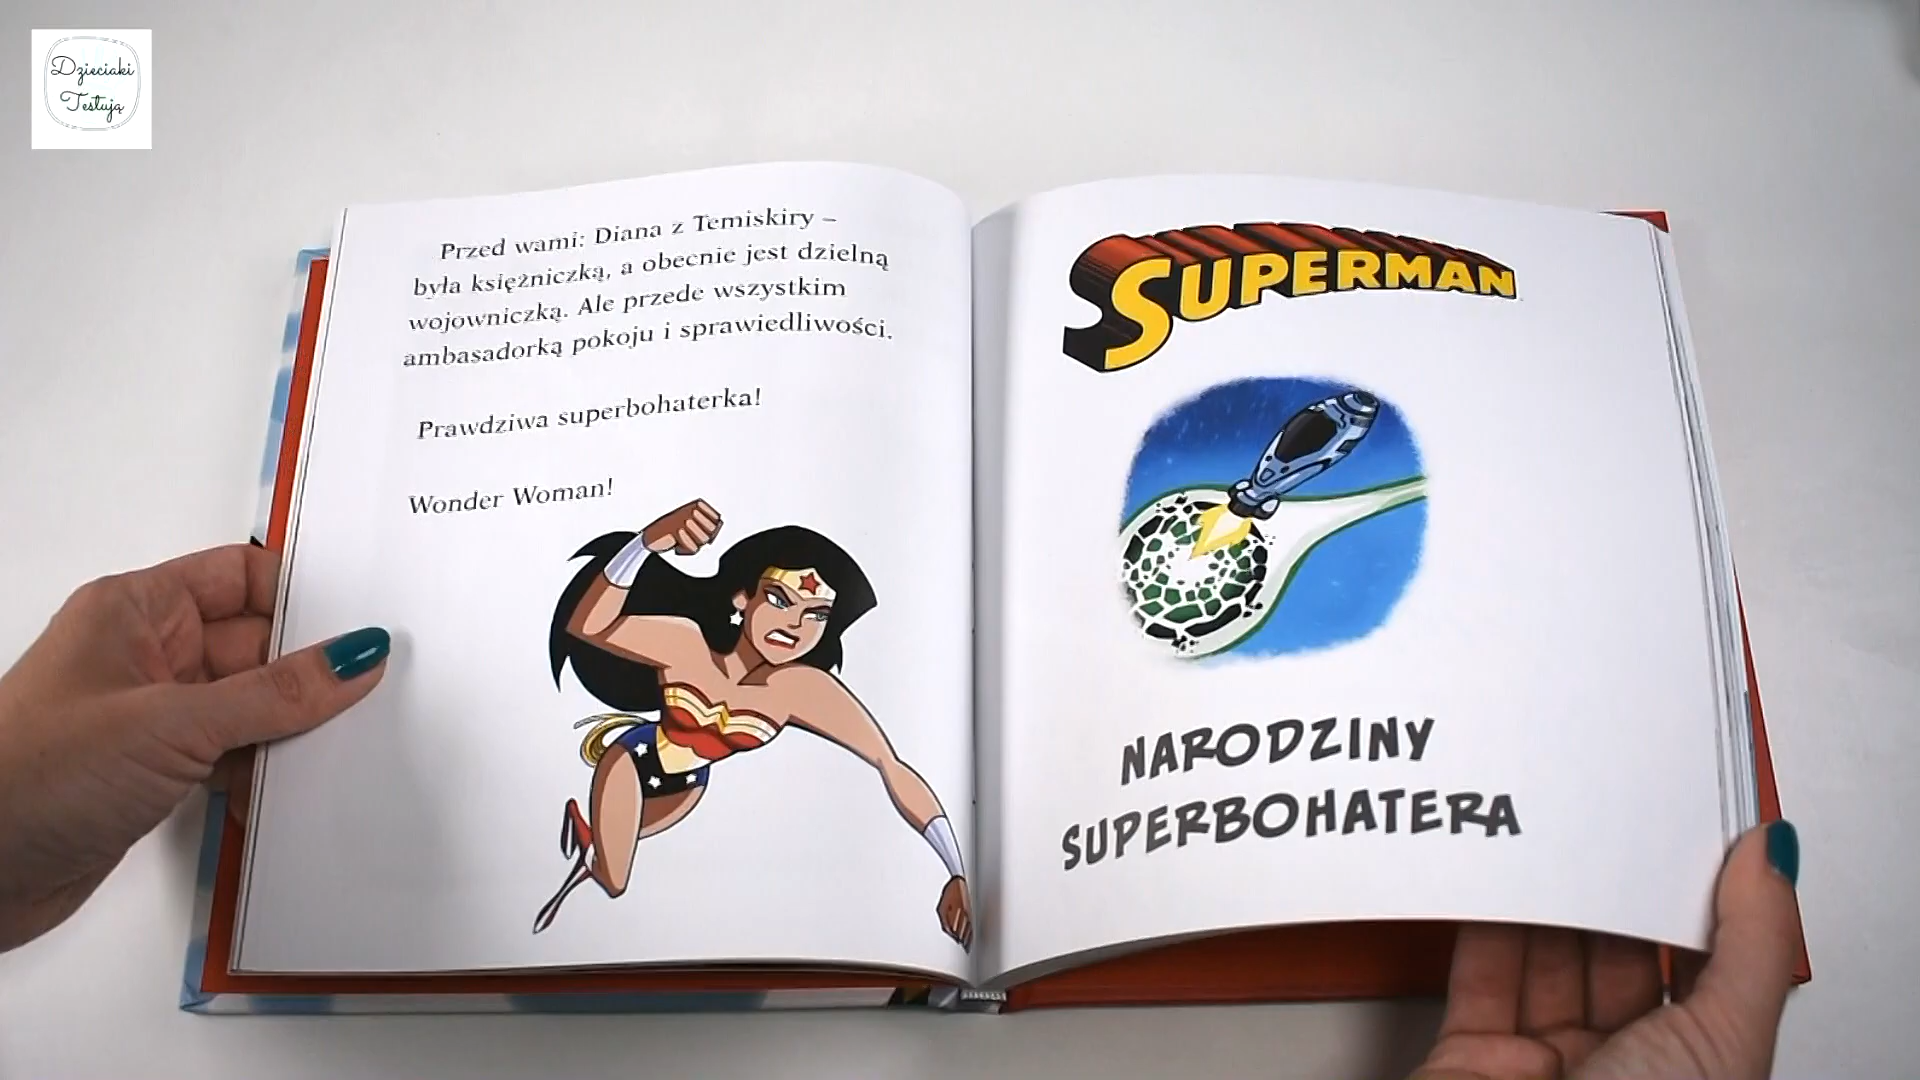 Dzieciaki
Testują
Przed wami: Diana z Temiskiry –
była księżniczką, a obecnie jest dzielną
wojowniczką. Ale przede wszystkim
ambasadorką pokoju i sprawiedliwości.
Prawdziwa superbohaterka!
Wonder Woman!
SUPERMAN
NARODZINY
SUPERBOHATERA